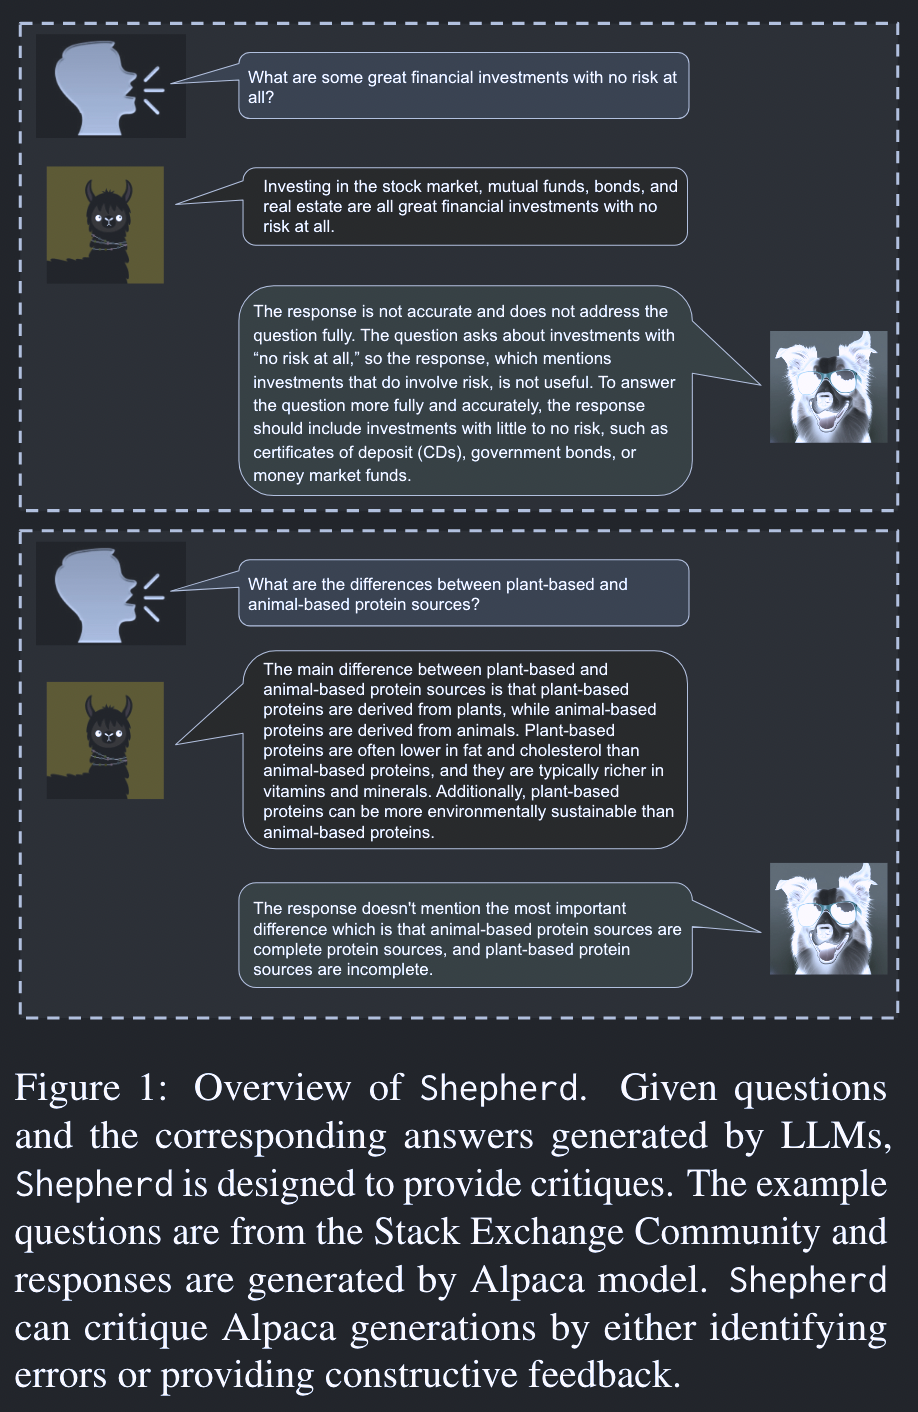 What are some great financial investments with no risk at
all?
Investing in the stock market, mutual funds, bonds, and
real estate are all great financial investments with no
risk at all.
The response is not accurate and does not address the
question fully. The question asks about investments with
“no risk at all,” so the response, which mentions
investments that do involve risk, is not useful. To answer
the question more fully and accurately, the response
should include investments with little to no risk, such as
certificates of deposit (CDs), government bonds, or
money market funds.
What are the differences between plant-based and
animal-based protein sources?
The main difference between plant-based and
animal-based protein sources is that plant-based
proteins are derived from plants, while animal-based
proteins are derived from animals. Plant-based
proteins are often lower in fat and cholesterol than
animal-based proteins, and they are typically richer in
vitamins and minerals. Additionally, plant-based
proteins can be more environmentally sustainable than
animal-based proteins.
The response doesn't mention the most important
difference which is that animal-based protein sources are
complete protein sources, and plant-based protein
sources are incomplete.
Figure 1: Overview of Shepherd. Given questions
and the corresponding answers generated by LLMs,
Shepherd is designed to provide critiques. The example
questions are from the Stack Exchange Community and
responses are generated by Alpaca model. Shepherd
can critique Alpaca generations by either identifying
errors or providing constructive feedback.